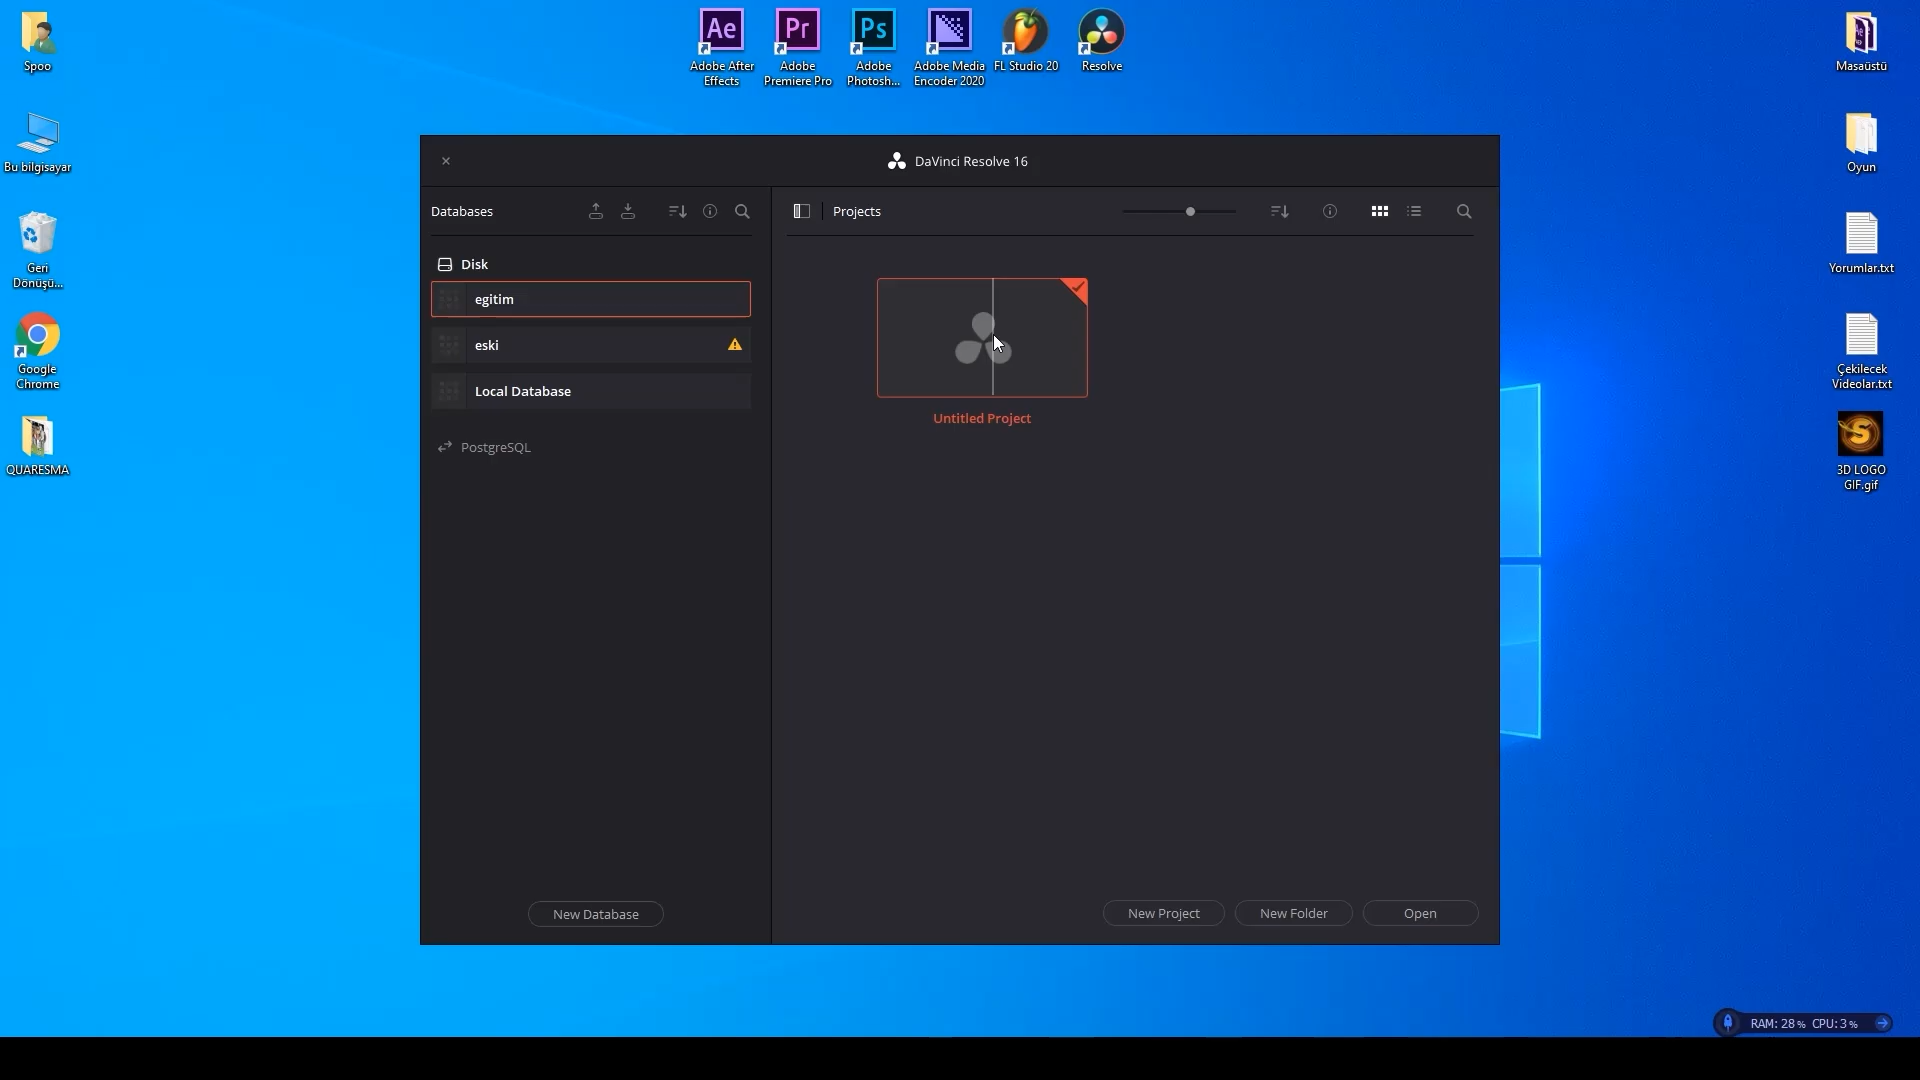 Spoo
Bu bilgisayar
Geri
Dönüşü...
Google
Chrome
QUARESMA
Ae
Adobe After
Effects
Pr
Adobe
Premiere Pro
Ps
Adobe
Photosh...
Adobe Media
Encoder 2020
FL Studio 20
Resolve
Masaüstü
Oyun
Yorumlar.txt
Çekilecek
Videolar.txt
3D LOGO
GIF.gif
DaVinci Resolve 16
Databases
Disk
egitim
eski
Local Database
PostgreSQL
New Database
Projects
Untitled Project
New Project
New Folder
Open
RAM: 28 % CPU: 3 %